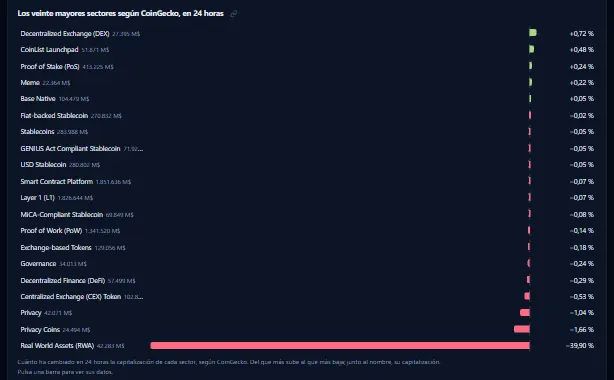 Los veinte mayores sectores según CoinGecko, en 24 horas
Decentralized Exchange (DEX) 27.395 M$ +0,72 %
CoinList Launchpad 51.871 M$ +0,48 %
Proof of Stake (PoS) 413.225 M$ +0,24 %
Meme 22.364 M$ +0,22 %
Base Native 104.479 M$ +0,05 %
Fiat-backed Stablecoin 270.832 M$ −0,02 %
Stablecoins 283.988 M$ −0,05 %
GENIUS Act Compliant Stablecoin 71.92... −0,05 %
USD Stablecoin 280.802 M$ −0,05 %
Smart Contract Platform 1.851.636 M$ −0,07 %
Layer 1 (L1) 1.826.644 M$ −0,07 %
MiCA-Compliant Stablecoin 69.849 M$ −0,08 %
Proof of Work (PoW) 1.341.520 M$ −0,14 %
Exchange-based Tokens 129.056 M$ −0,18 %
Governance 34.013 M$ −0,24 %
Decentralized Finance (DeFi) 57.499 M$ −0,29 %
Centralized Exchange (CEX) Token 102.8... −0,53 %
Privacy 42.071 M$ −1,04 %
Privacy Coins 24.494 M$ −1,66 %
Real World Assets (RWA) 42.283 M$ −39,90 %
Cuánto ha cambiado en 24 horas la capitalización de cada sector, según CoinGecko. Del que más sube al que más baja; junto al nombre, su capitalización.
Pulsa una barra para ver sus datos.